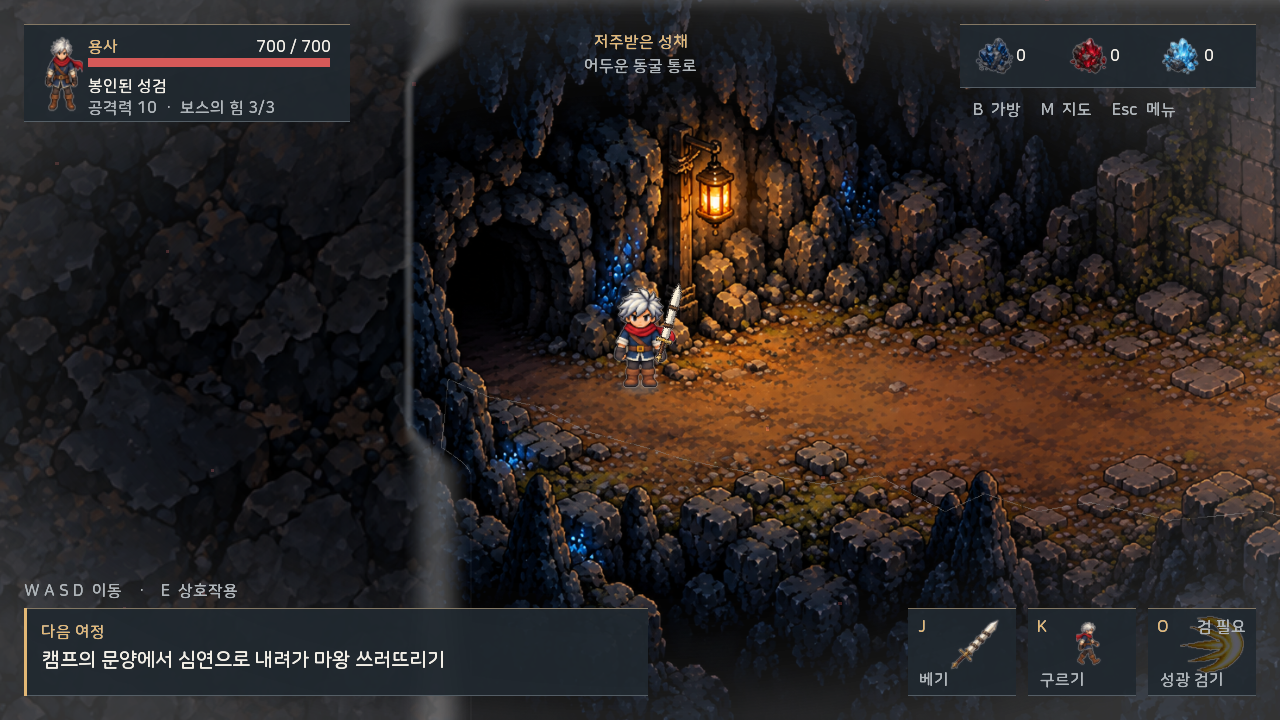 용사 700 / 700
봉인된 성검
공격력 10 · 보스의 힘 3/3
저주받은 성채
어두운 동굴 통로
0 0 0
B 가방 M 지도 Esc 메뉴
W A S D 이동 · E 상호작용
다음 여정
캠프의 문양에서 심연으로 내려가 마왕 쓰러뜨리기
J
베기
K
구르기
O 검 필요
성광 검기